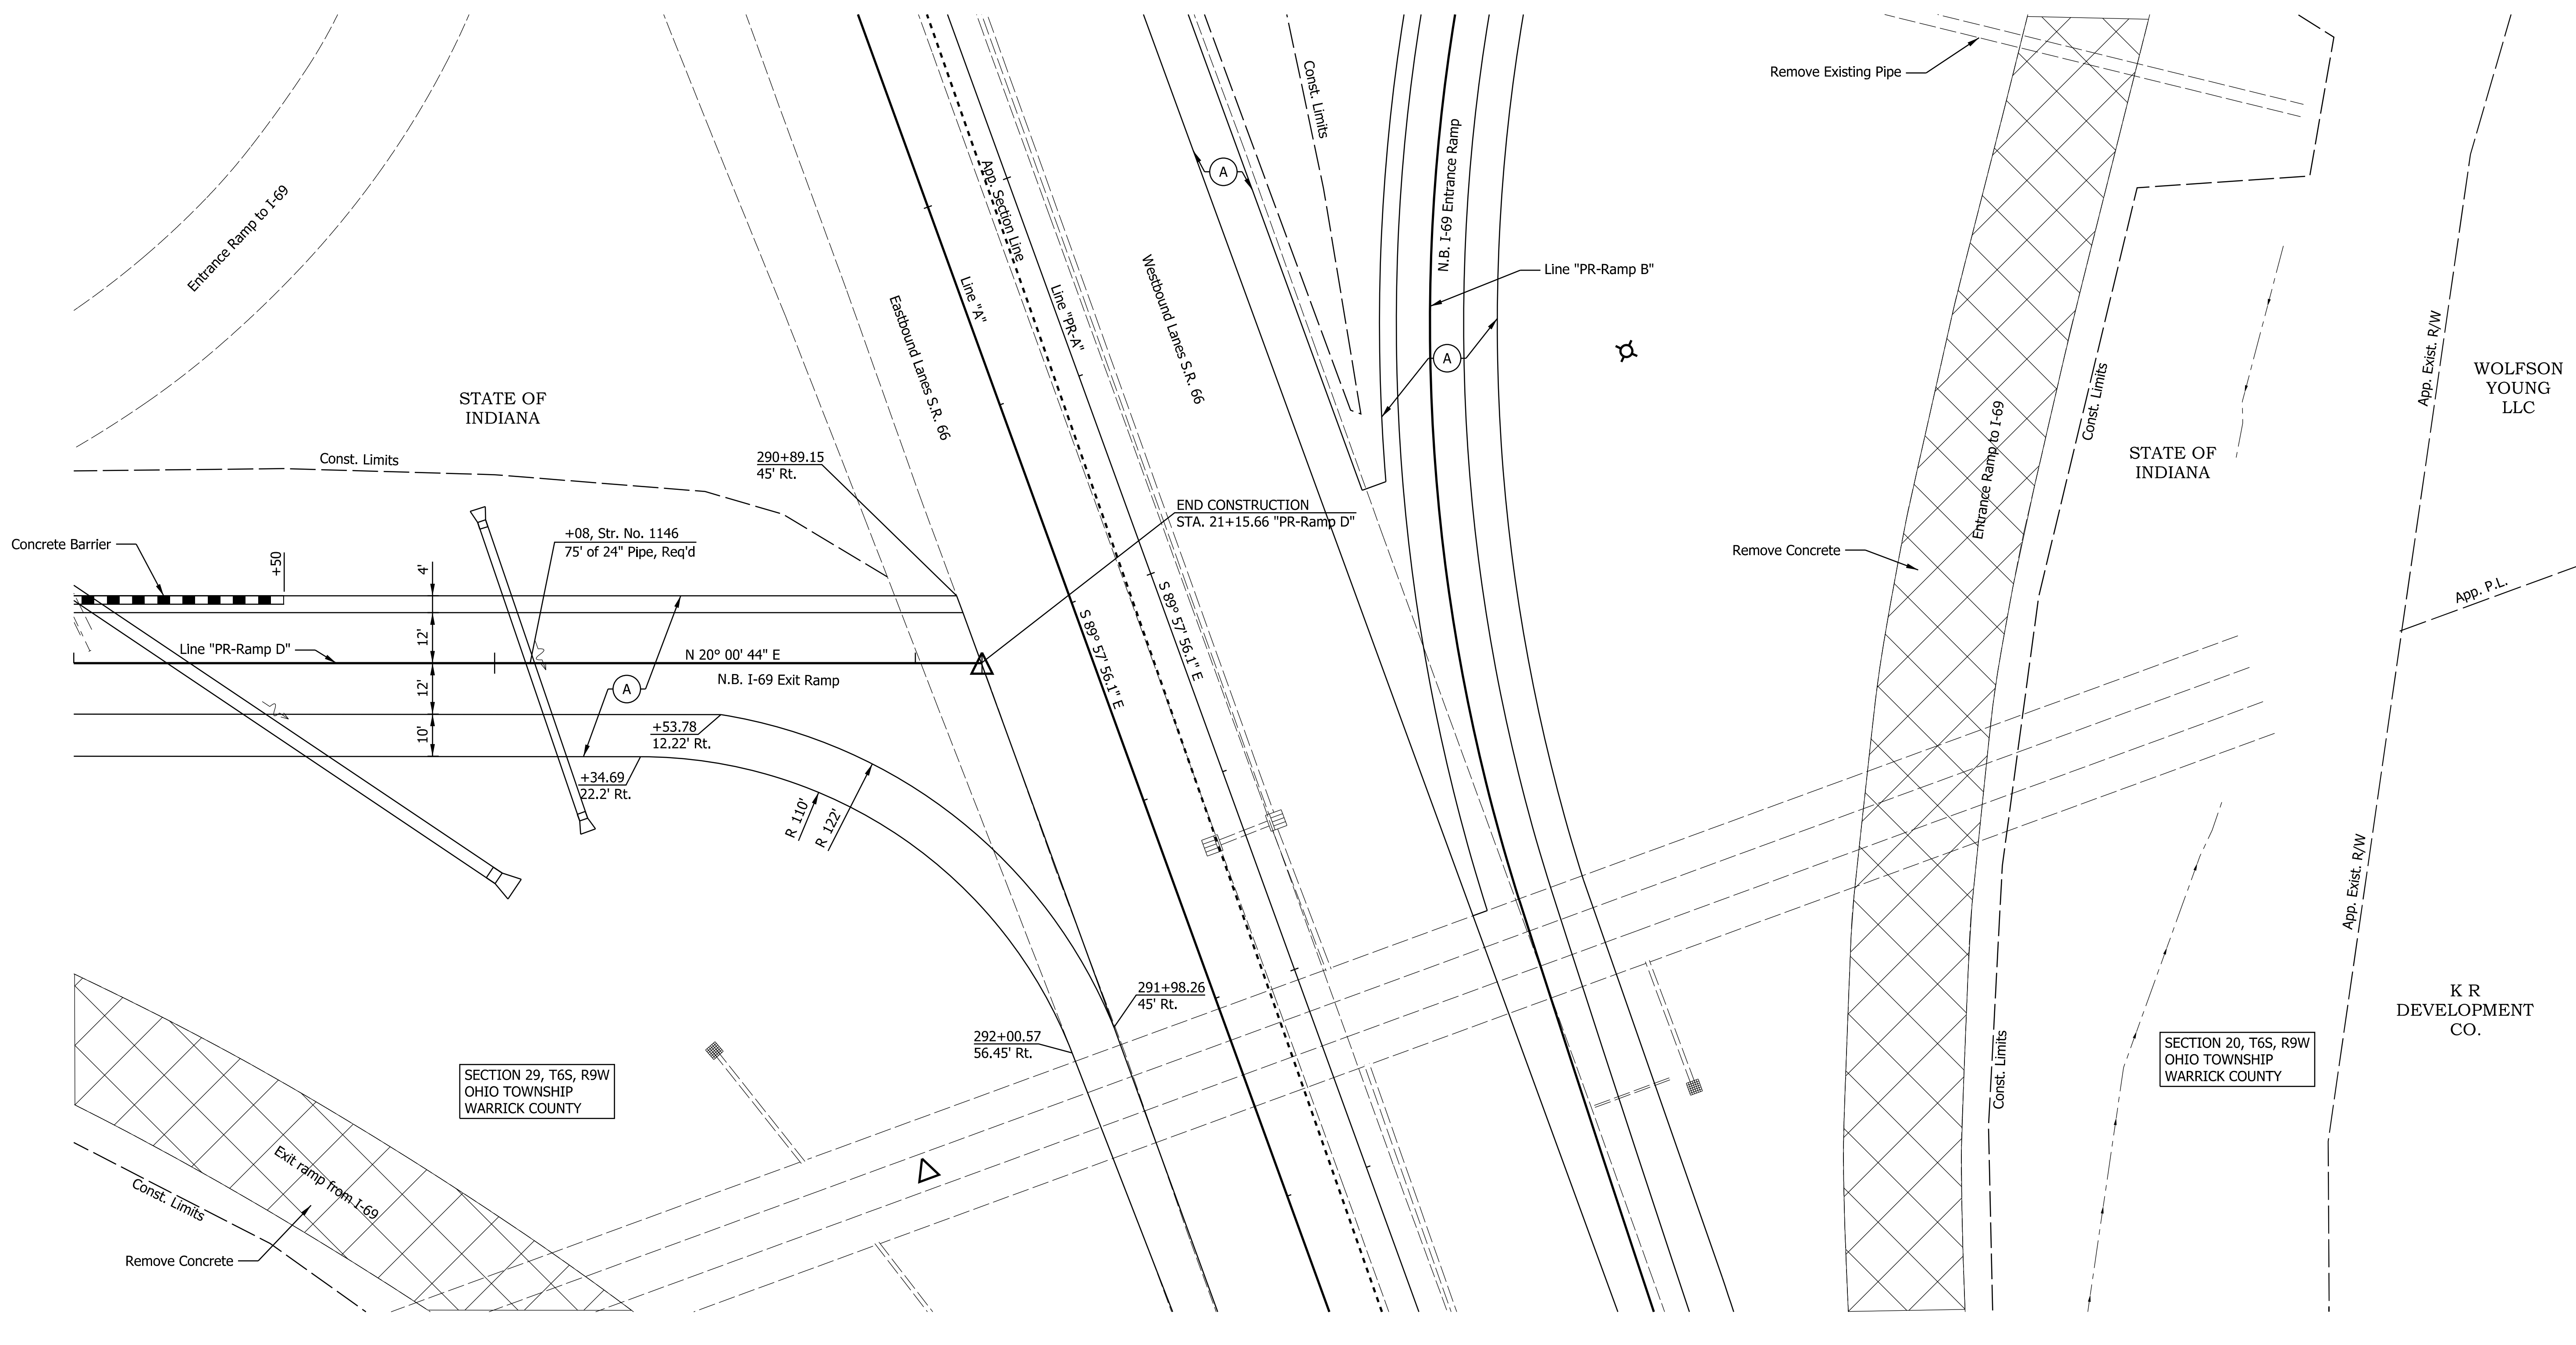 Remove Existing Pipe
Const. Limits
App. Section Line
A
N.B. I-69 Entrance Ramp
Entrance Ramp to I-69
Line "A"
Line "PR-A"
Westbound Lanes S.R. 66
Eastbound Lanes S.R. 66
Line "PR-Ramp B"
A
App. Exist. R/W
WOLFSON
YOUNG
LLC
STATE OF
INDIANA
Const. Limits
Entrance Ramp to I-69
STATE OF
INDIANA
Const. Limits
290+89.15
45' Rt.
END CONSTRUCTION
STA. 21+15.66 "PR-Ramp D"
+08, Str. No. 1146
75' of 24" Pipe, Req'd
Concrete Barrier
+50
4'
Remove Concrete
App. P.L.
12'
LIne "PR-Ramp D"
N 20° 00' 44" E
N.B. I-69 Exit Ramp
S 89° 57' 56.1" E
S 89° 57' 56.1" E
12'
A
10'
+53.78
12.22' Rt.
+34.69
22.2' Rt.
R 110'
R 122'
App. Exist. R/W
291+98.26
45' Rt.
292+00.57
56.45' Rt.
K R
DEVELOPMENT
CO.
SECTION 29, T6S, R9W
OHIO TOWNSHIP
WARRICK COUNTY
Const. Limits
SECTION 20, T6S, R9W
OHIO TOWNSHIP
WARRICK COUNTY
Exit ramp from I-69
Const. Limits
Remove Concrete